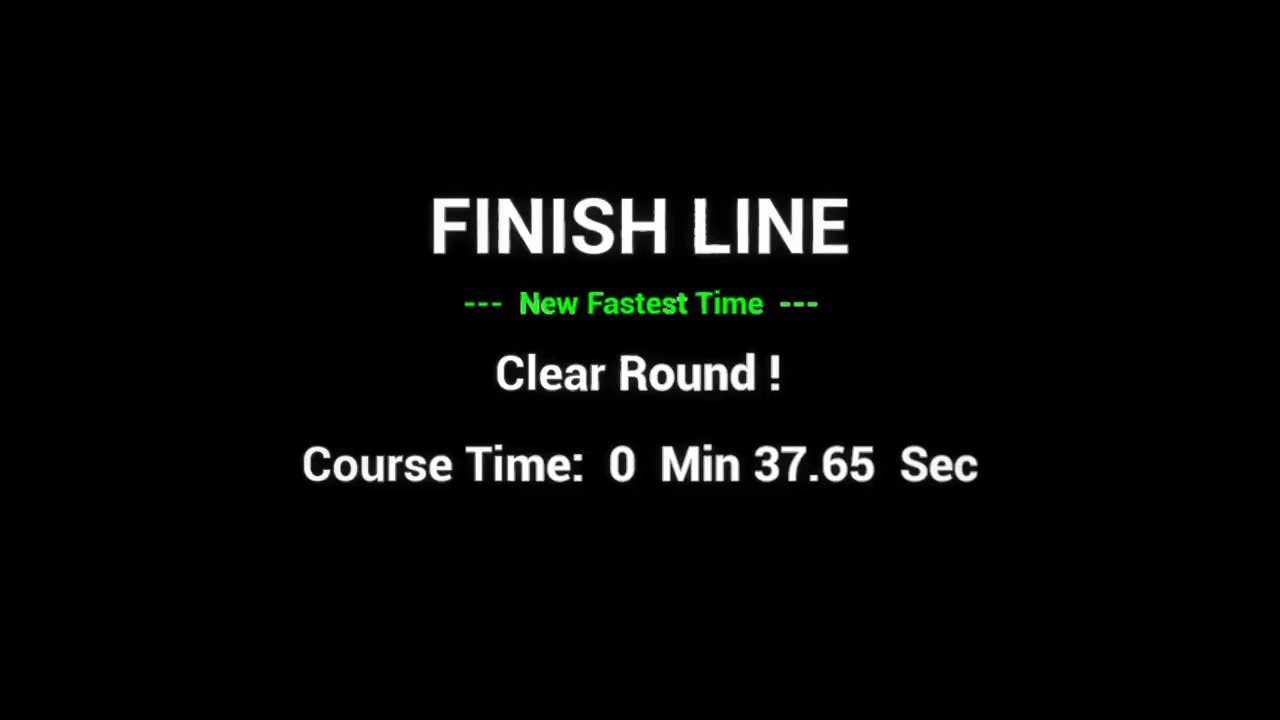 FINISH LINE
--- New Fastest Time ---
Clear Round !
Course Time: 0 Min 37.65 Sec